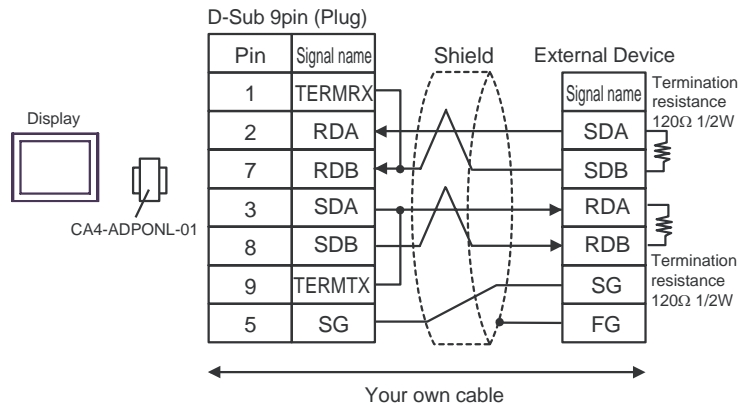 D-Sub 9pin (Plug)
Pin Signal name Shield External Device
1 TERMRX Signal name Termination
resistance
120Ω 1/2W
Display
2 RDA SDA
7 RDB SDB
3 SDA RDA
CA4-ADPONL-01
8 SDB RDB
Termination
resistance
120Ω 1/2W
9 TERMTX SG
5 SG FG
Your own cable